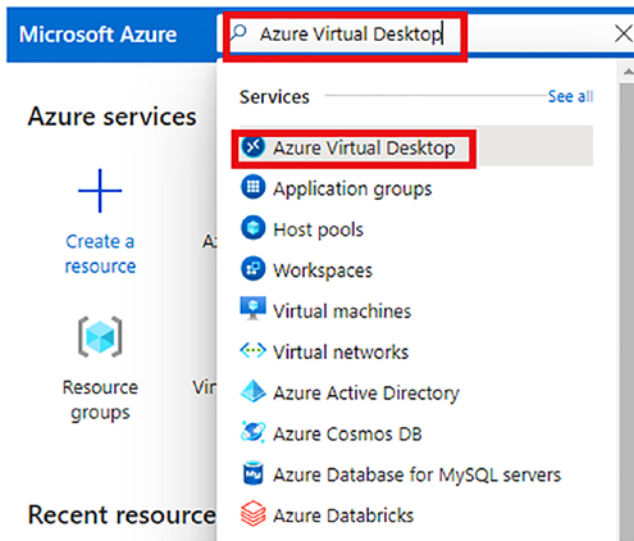 Microsoft Azure
Azure Virtual Desktop
Services
See all
Azure services
Azure Virtual Desktop
Application groups
Host pools
Workspaces
Virtual machines
Virtual networks
Azure Active Directory
Azure Cosmos DB
Azure Database for MySQL servers
Azure Databricks
Create a
resource
Resource
groups
Recent resource